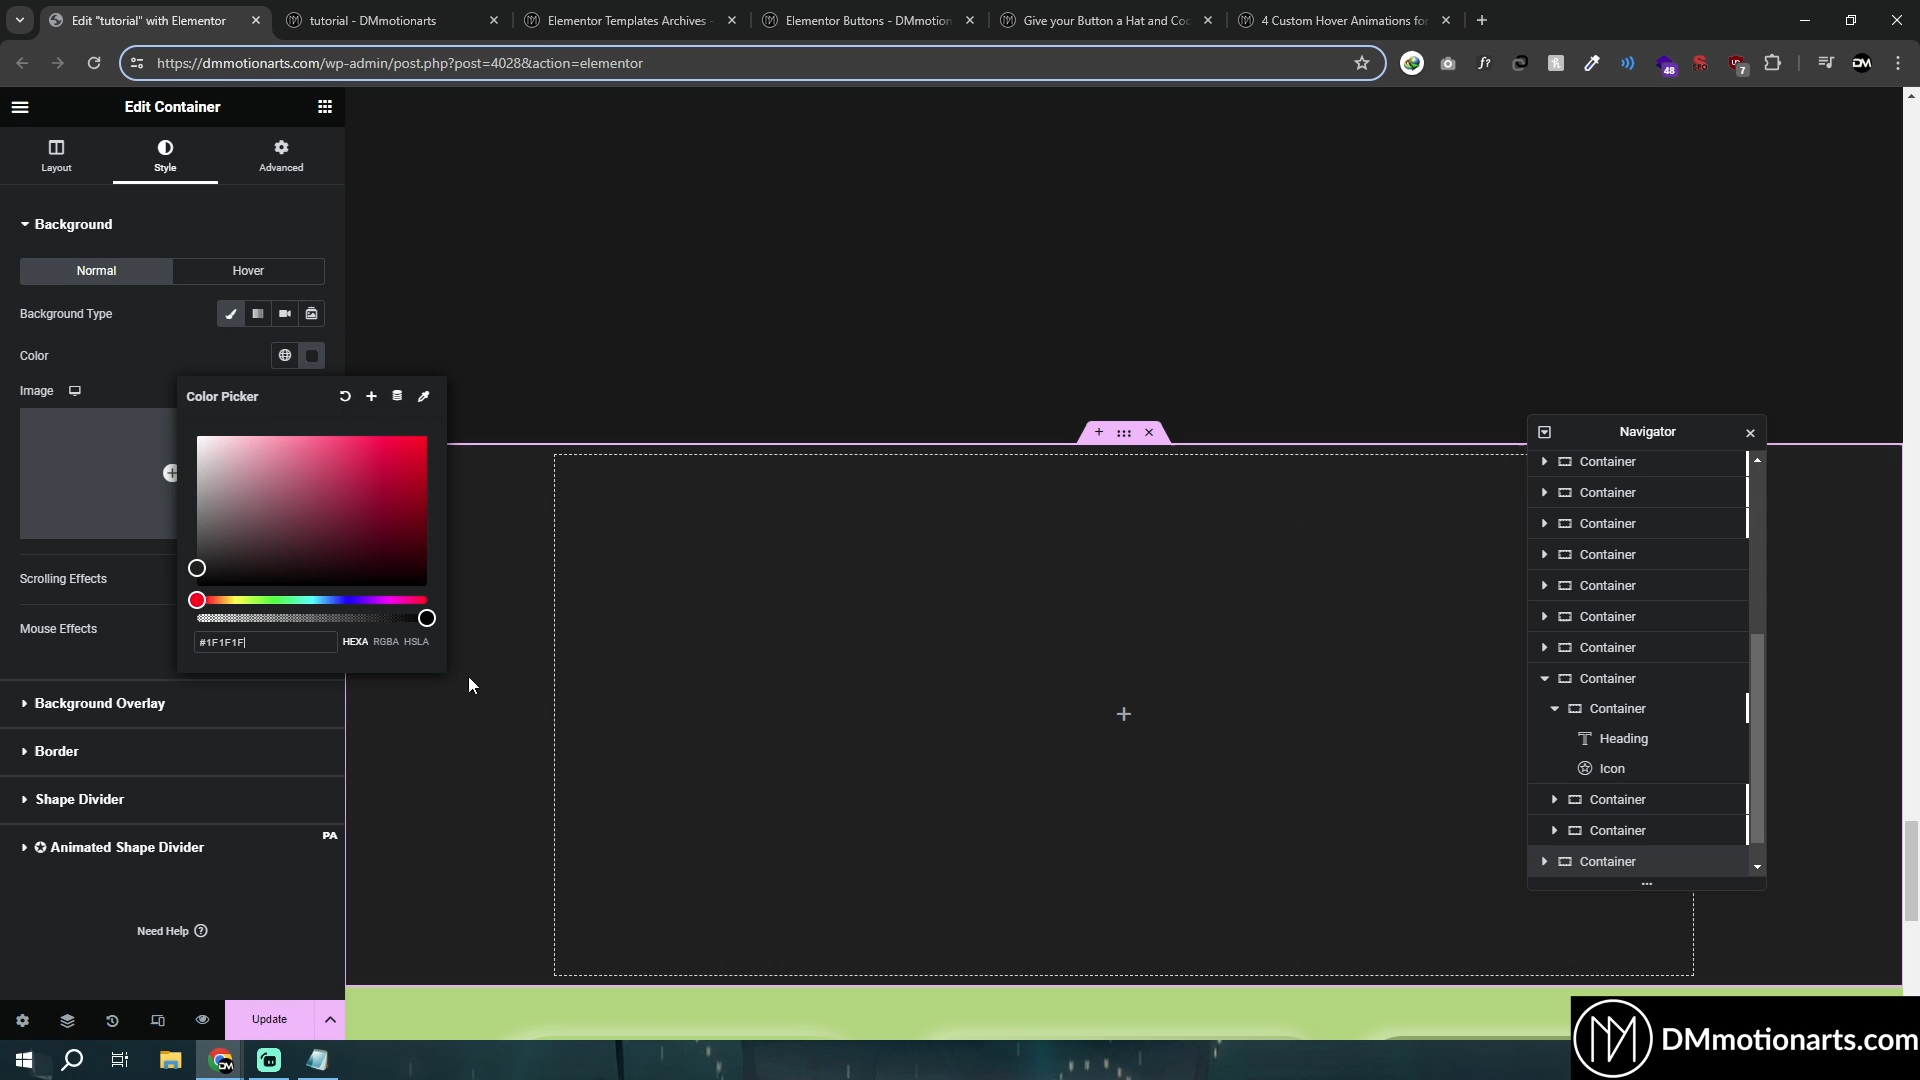 Edit "tutorial" with Elementor
tutorial - DMmotionarts
Elementor Templates Archives -
Elementor Buttons - DMmotion
Give your Button a Hat and Co
4 Custom Hover Animations for
https://dmmotionarts.com/wp-admin/post.php?post=4028&action=elementor
f?
48
7
DM
Edit Container
Layout
Style
Advanced
Background
Normal
Hover
Background Type
Color
Image
Color Picker
#1F1F1F
HEXA
RGBA
HSLA
Scrolling Effects
Mouse Effects
Background Overlay
Border
Shape Divider
PA
Animated Shape Divider
Need Help
Update
Navigator
Container
Container
Container
Container
Container
Container
Container
Container
Container
Heading
Icon
Container
Container
Container
DMmotionarts.com